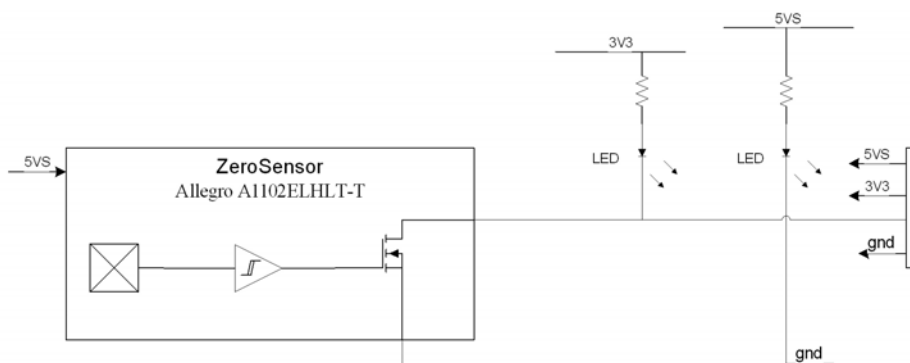 5VS
3V3
5VS
ZeroSensor
Allegro A1102ELHLT-T
LED
LED
5VS
3V3
gnd
gnd